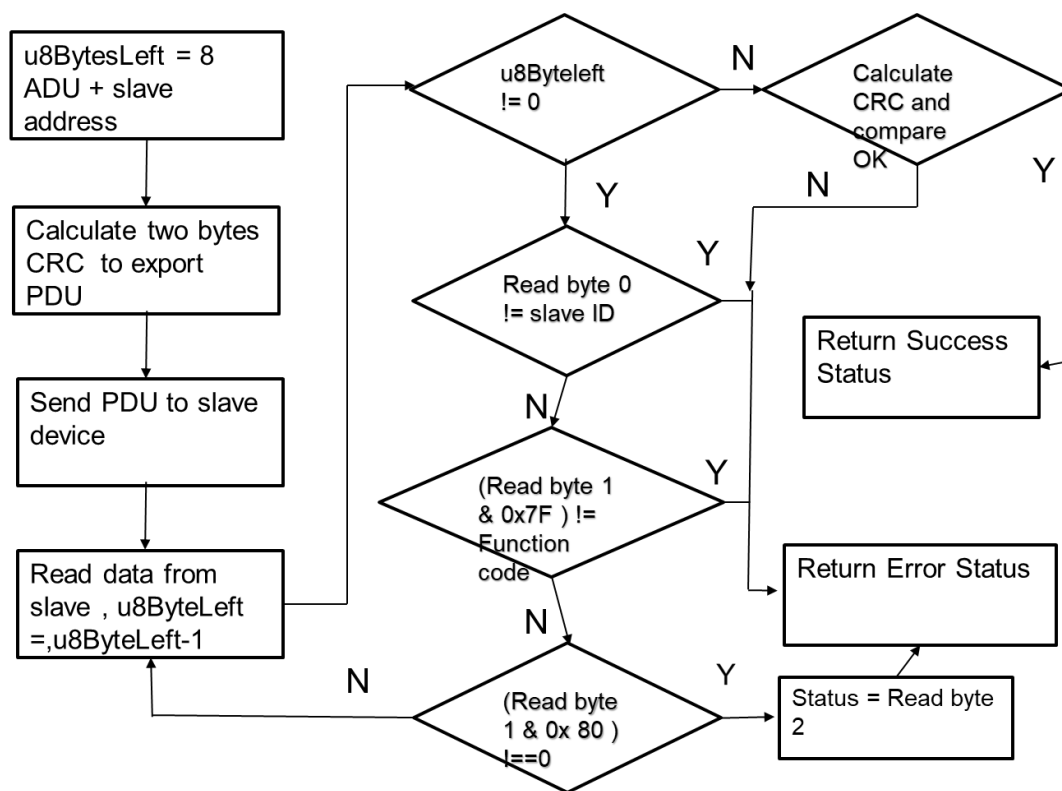 u8BytesLeft = 8
ADU + slave
address
Calculate two bytes
CRC to export
PDU
Send PDU to slave
device
Read data from
slave , u8ByteLeft
=,u8ByteLeft-1
u8Byteleft
!= 0
N
Y
Calculate
CRC and
compare
OK
N
Y
Read byte 0
!= slave ID
Y
N
(Read byte 1
& 0x7F ) !=
Function
code
Y
N
(Read byte
1 & 0x 80 )
!==0
N
Y
Return Success
Status
Return Error Status
Status = Read byte
2